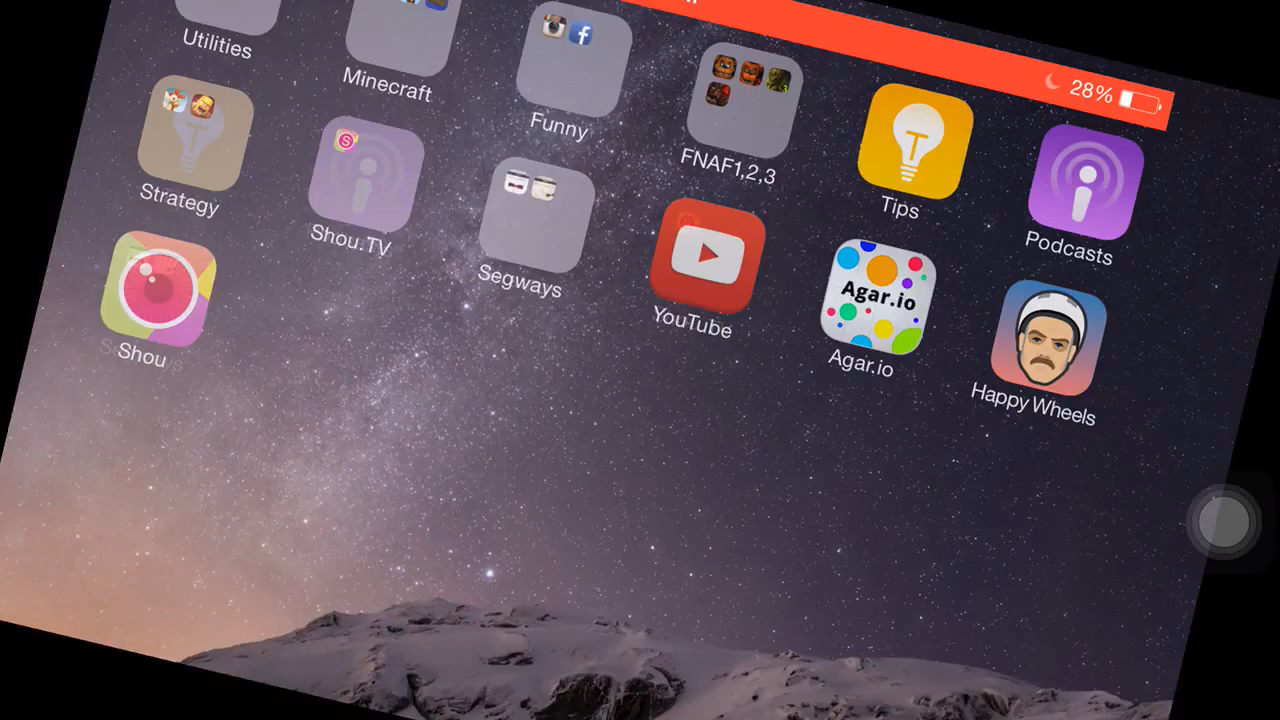 28%
Utilities
Minecraft
Funny
FNAF1,2,3
Tips
Podcasts
Strategy
Shou.TV
Segways
YouTube
Agar.io
Agar.io
Happy Wheels
Shou